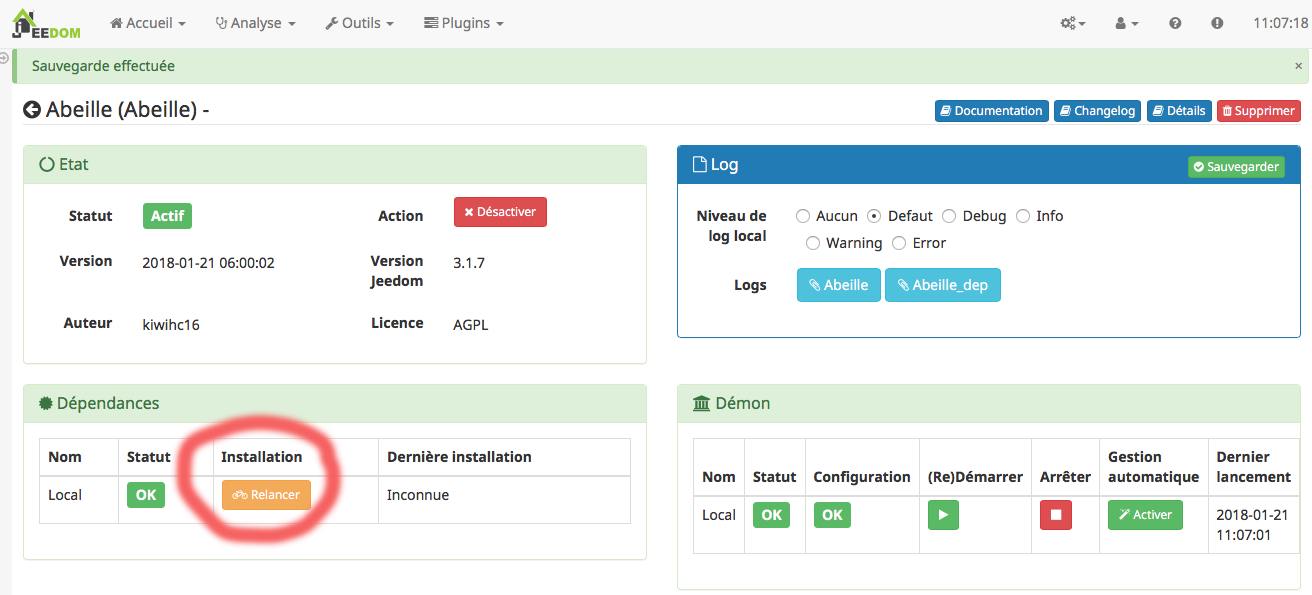 JEEDOM Accueil Analyse Outils Plugins 11:07:18
Sauvegarde effectuée ×
Abeille (Abeille) - Documentation Changelog Détails Supprimer
Etat
Statut Actif Action Désactiver
Version 2018-01-21 06:00:02 Version Jeedom 3.1.7
Auteur kiwihc16 Licence AGPL
Log Sauvegarder
Niveau de log local Aucun Defaut Debug Info
Warning Error
Logs Abeille Abeille_dep
Dépendances
Nom Statut Installation Dernière installation
Local OK Relancer Inconnue
Démon
Nom Statut Configuration (Re)Démarrer Arrêter Gestion automatique Dernier lancement
Local OK OK Activer 2018-01-21 11:07:01